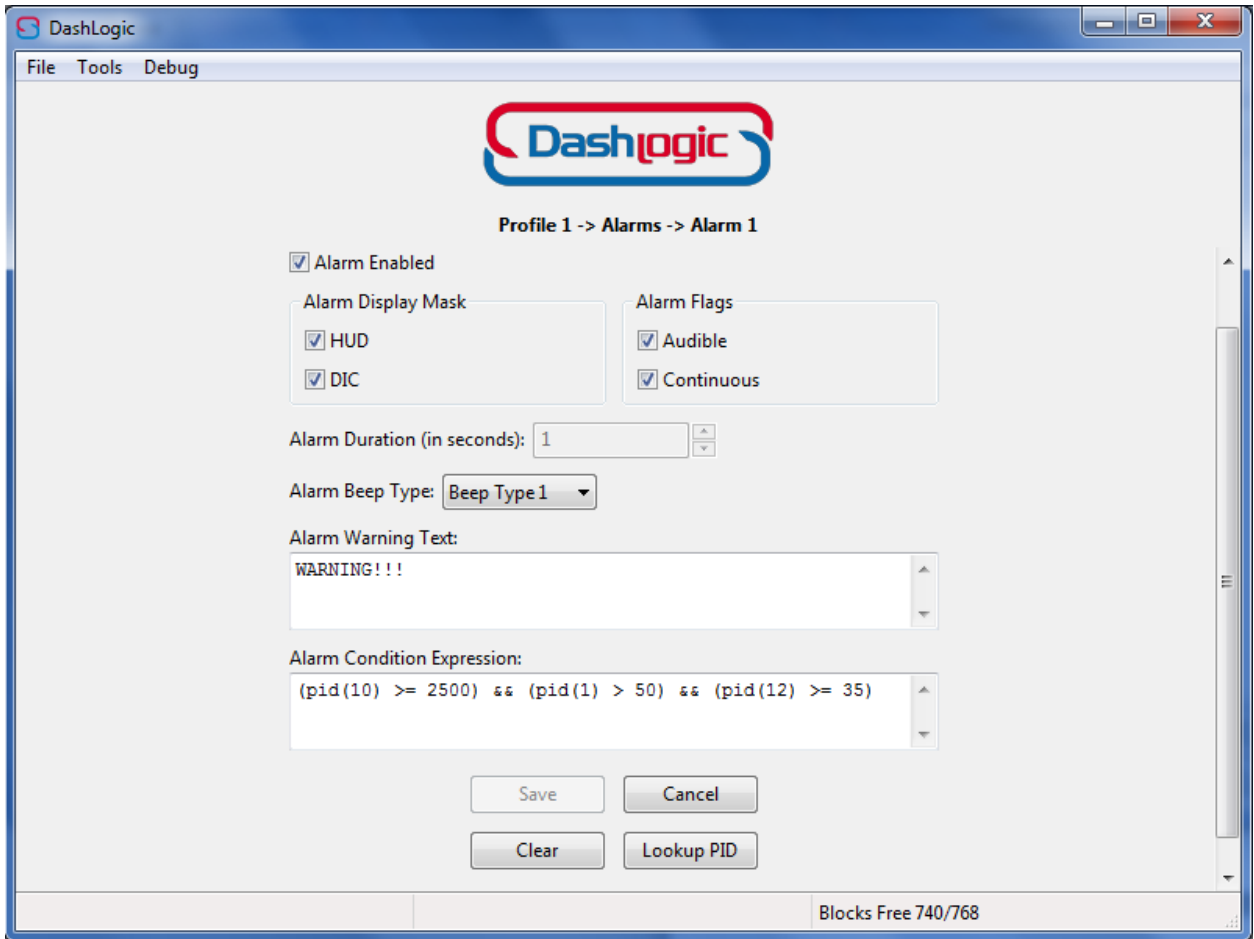 DashLogic
File Tools Debug
Dashlogic
Profile 1 -> Alarms -> Alarm 1
Alarm Enabled
Alarm Display Mask Alarm Flags
HUD Audible
DIC Continuous
Alarm Duration (in seconds): 1
Alarm Beep Type: Beep Type 1
Alarm Warning Text:
WARNING!!!
Alarm Condition Expression:
(pid(10) >= 2500) && (pid(1) > 50) && (pid(12) >= 35)
Save Cancel
Clear Lookup PID
Blocks Free 740/768